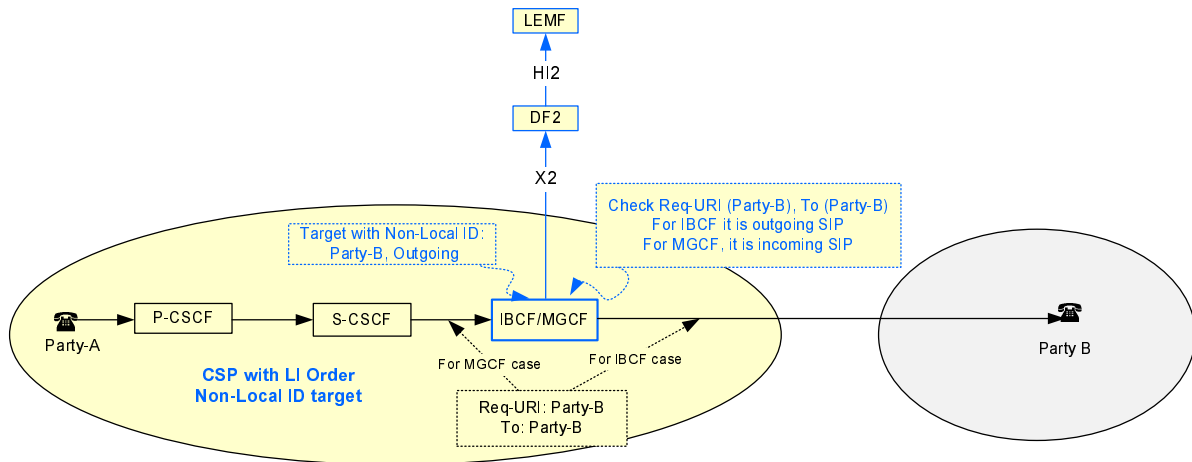 LEMF
HI2
DF2
X2
Check Req-URI (Party-B), To (Party-B)
For IBCF it is outgoing SIP
For MGCF, it is incoming SIP
Target with Non-Local ID:
Party-B, Outgoing
P-CSCF
S-CSCF
IBCF/MGCF
Party-A
Party B
For MGCF case
For IBCF case
CSP with LI Order
Non-Local ID target
Req-URI: Party-B
To: Party-B